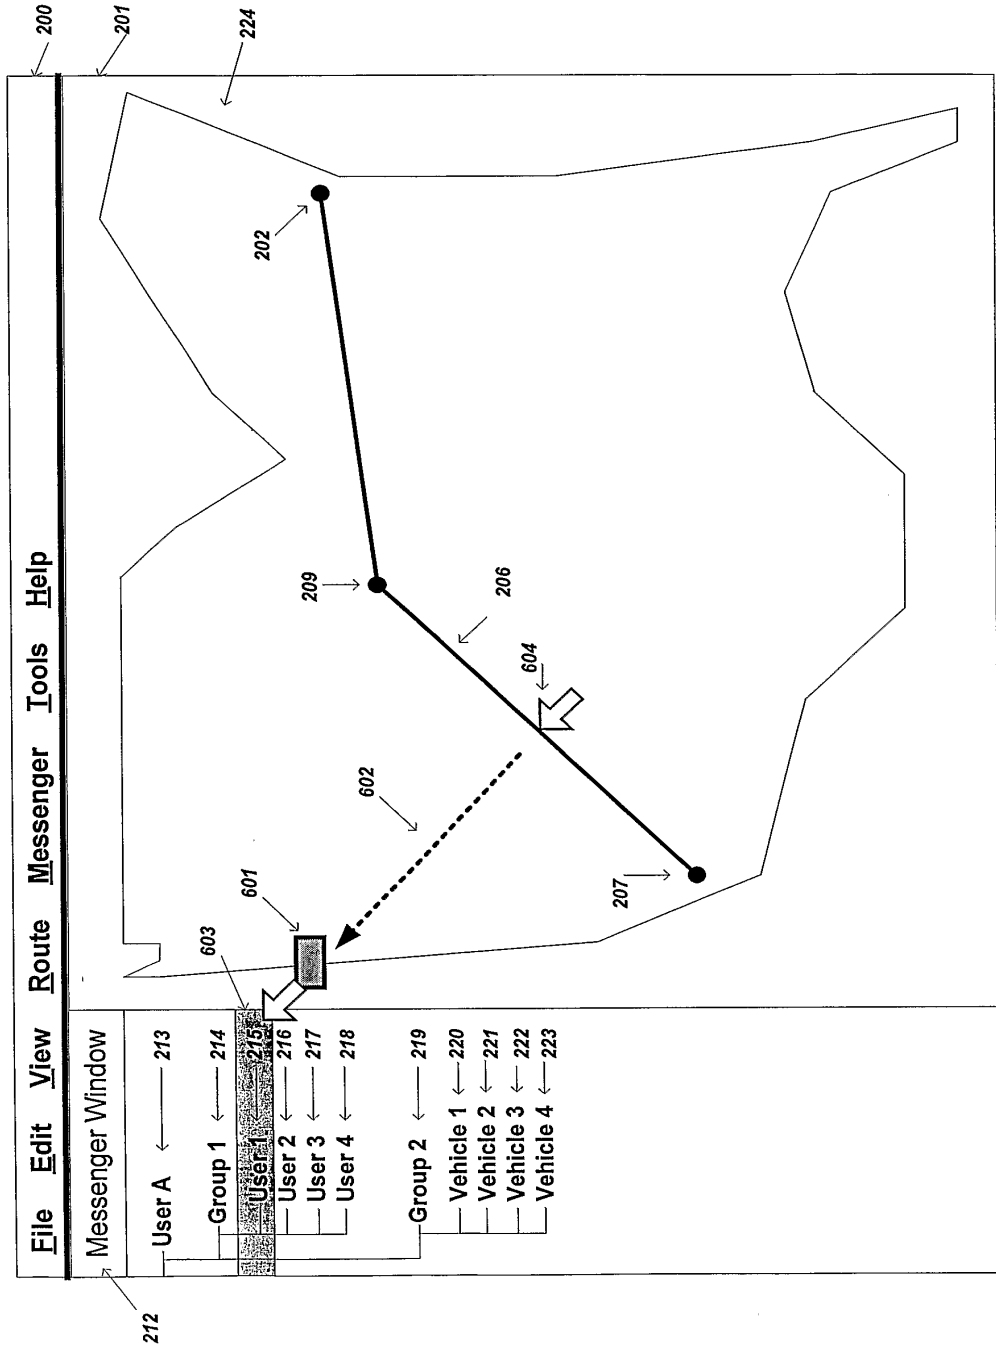 File Edit View Route Messenger Tools Help
200
201
224
Messenger Window
212
User A 213
Group 1 214
User 1 215
User 2 216
User 3 217
User 4 218
Group 2 219
Vehicle 1 220
Vehicle 2 221
Vehicle 3 222
Vehicle 4 223
603
601
602
604
206
209
202
207